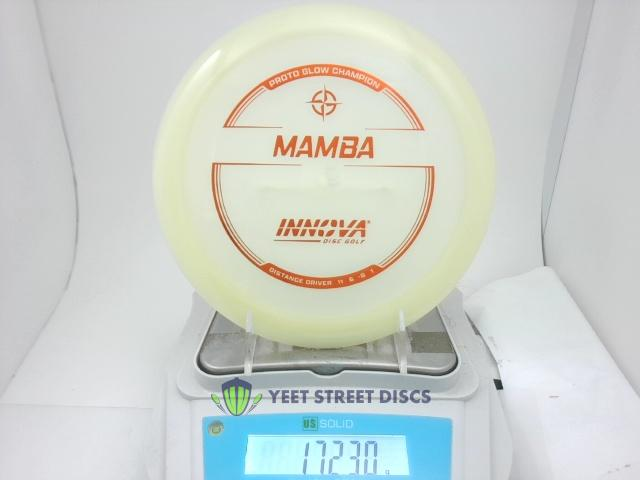 PROTO GLOW CHAMPION
MAMBA
INNOVA®
DISC GOLF
DISTANCE DRIVER 11 6 -6 1
YEET STREET DISCS
US SOLID
172.30 g